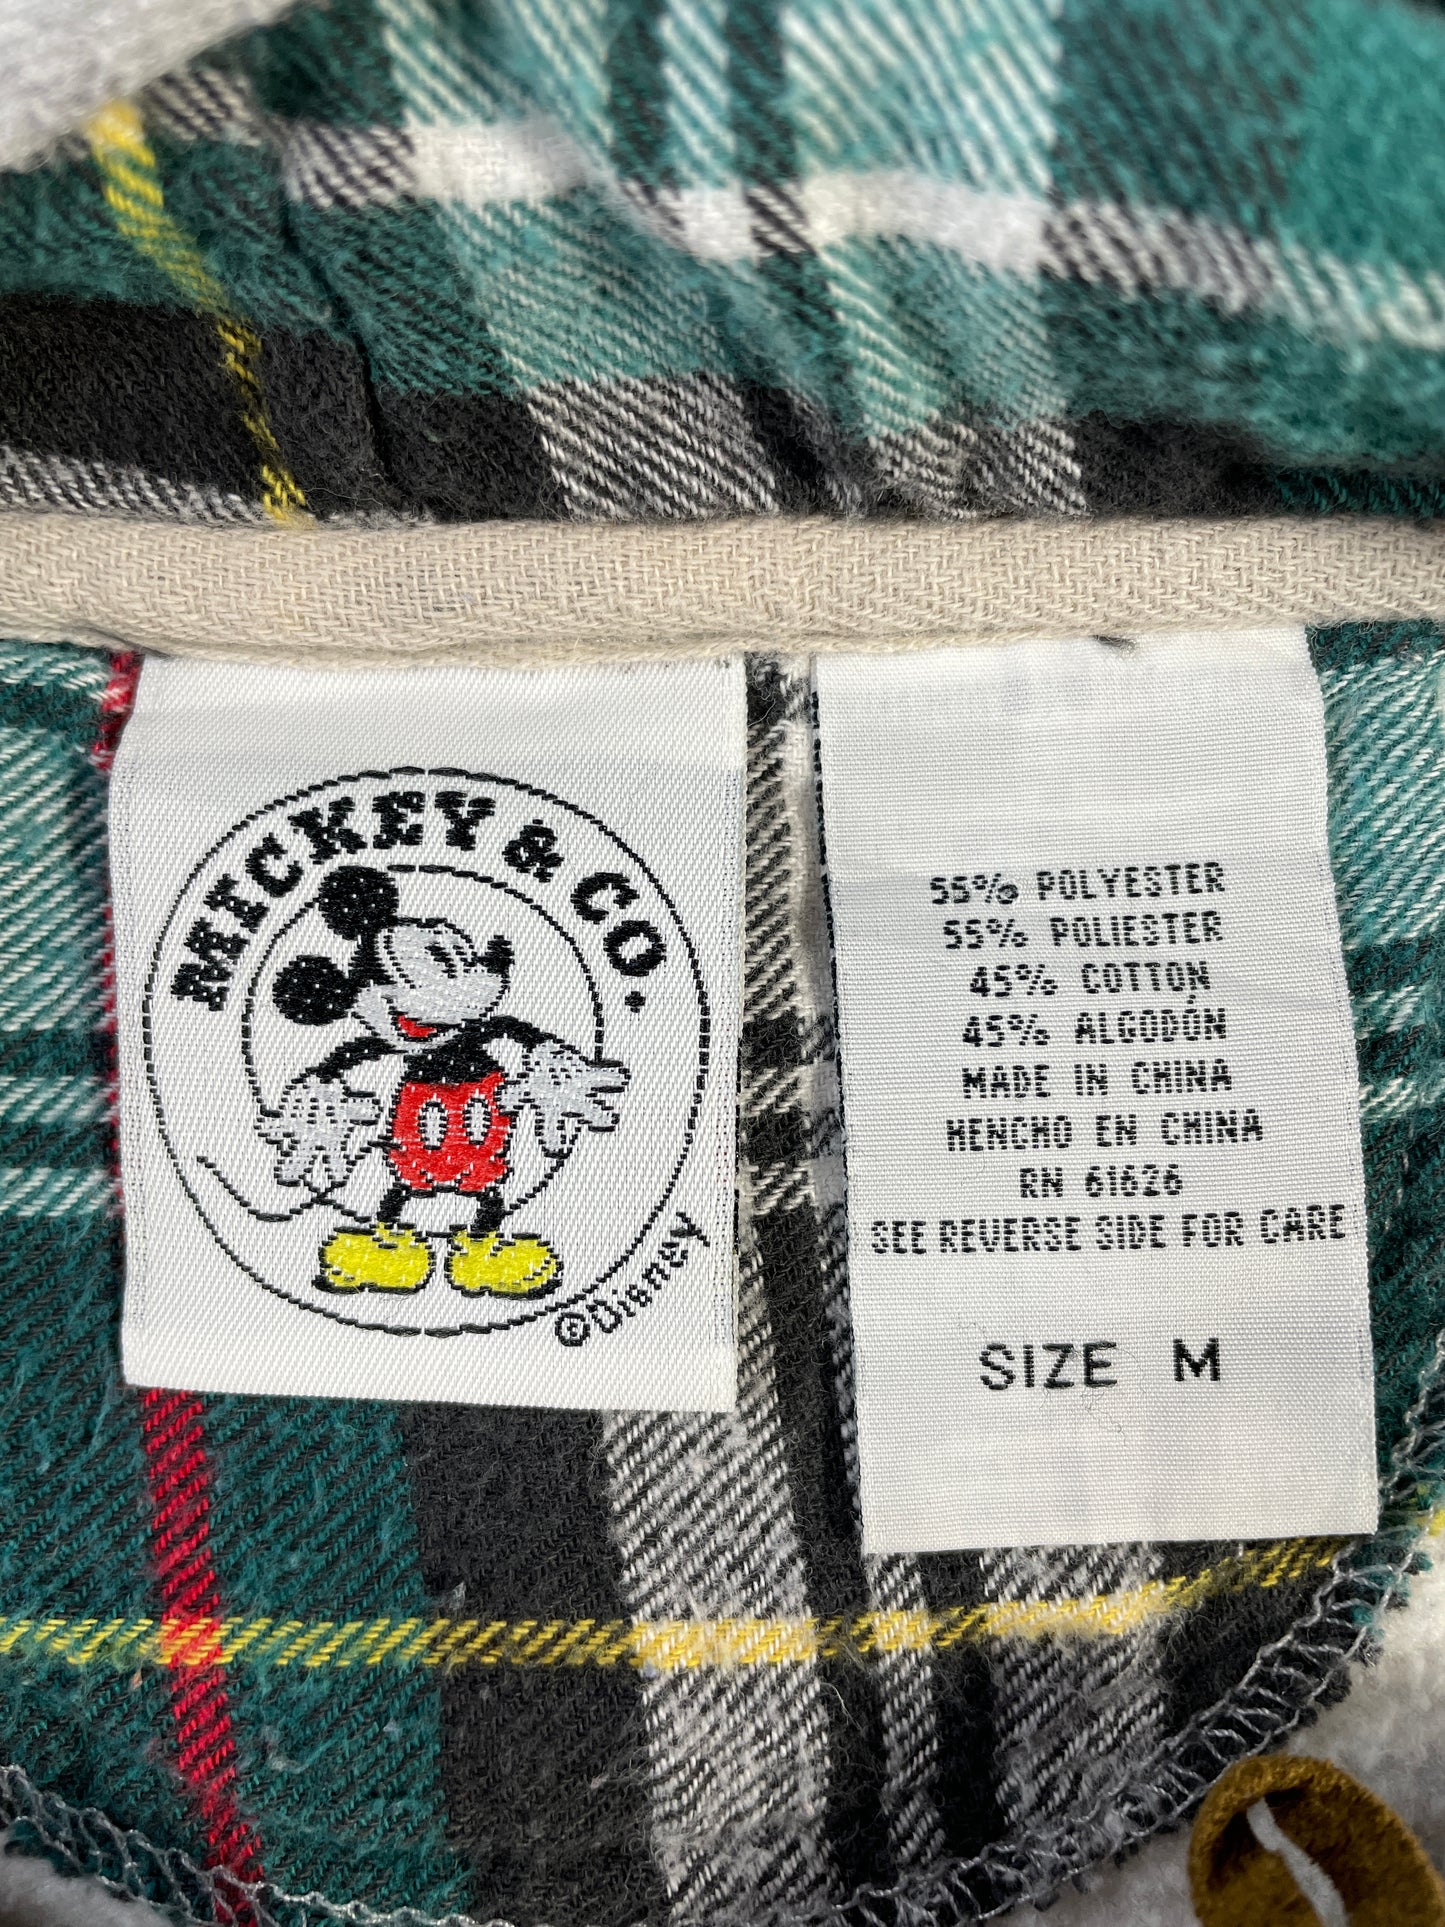 MICKEY & CO.
©Disney
55% POLYESTER
55% POLIESTER
45% COTTON
45% ALGODÓN
MADE IN CHINA
HENCHO EN CHINA
RN 61626
SEE REVERSE SIDE FOR CARE
SIZE M